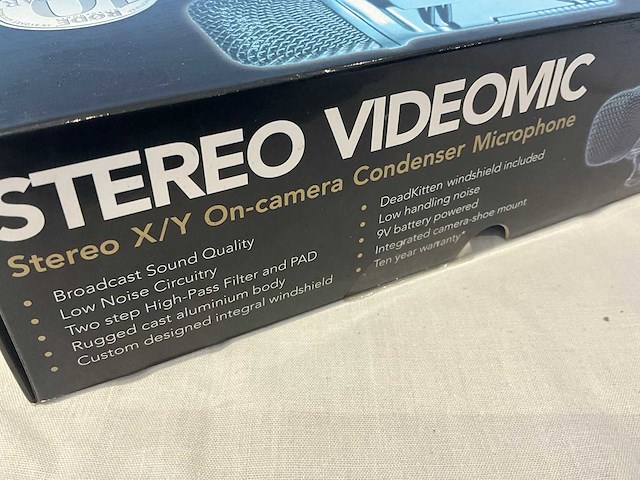 RØDE
STEREO VIDEOMIC
Stereo X/Y On-camera Condenser Microphone
• Broadcast Sound Quality
• Low Noise Circuitry
• Two step High-Pass Filter and PAD
• Rugged cast aluminium body
• Custom designed integral windshield
• DeadKitten windshield included
• Low handling noise
• 9V battery powered
• Integrated camera-shoe mount
• Ten year warranty*